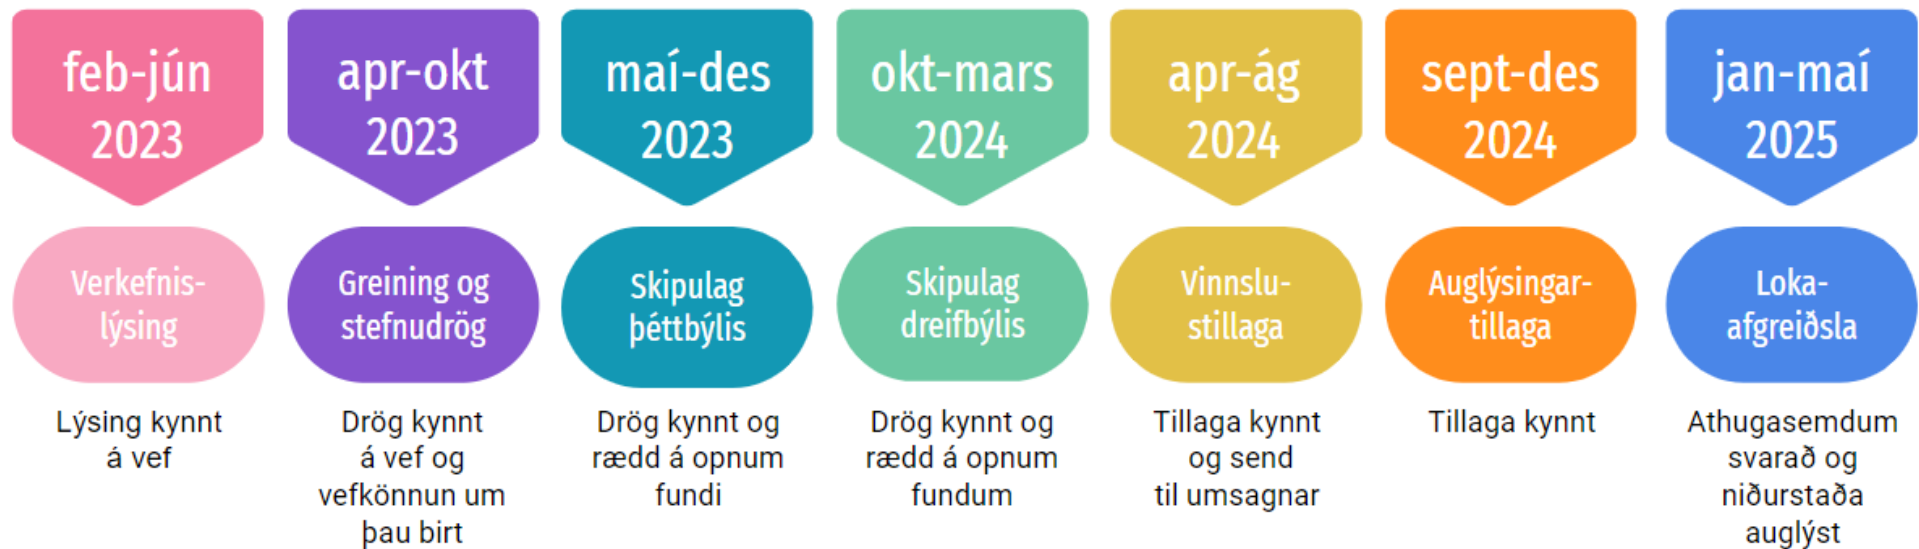 feb-jún
2023
apr-okt
2023
maí-des
2023
okt-mars
2024
apr-ág
2024
sept-des
2024
jan-maí
2025
Verkefnis-
lýsing
Greining og
stefnudrög
Skipulag
þéttbýlis
Skipulag
dreifbýlis
Vinnslu-
stillaga
Auglýsingar-
tillaga
Loka-
afgreiðsla
Lýsing kynnt
á vef
Drög kynnt
á vef og
vefkönnun um
þau birt
Drög kynnt og
rædd á opnum
fundi
Drög kynnt og
rædd á opnum
fundum
Tillaga kynnt
og send
til umsagnar
Tillaga kynnt
Athugasemdum
svarað og
niðurstaða
auglýst